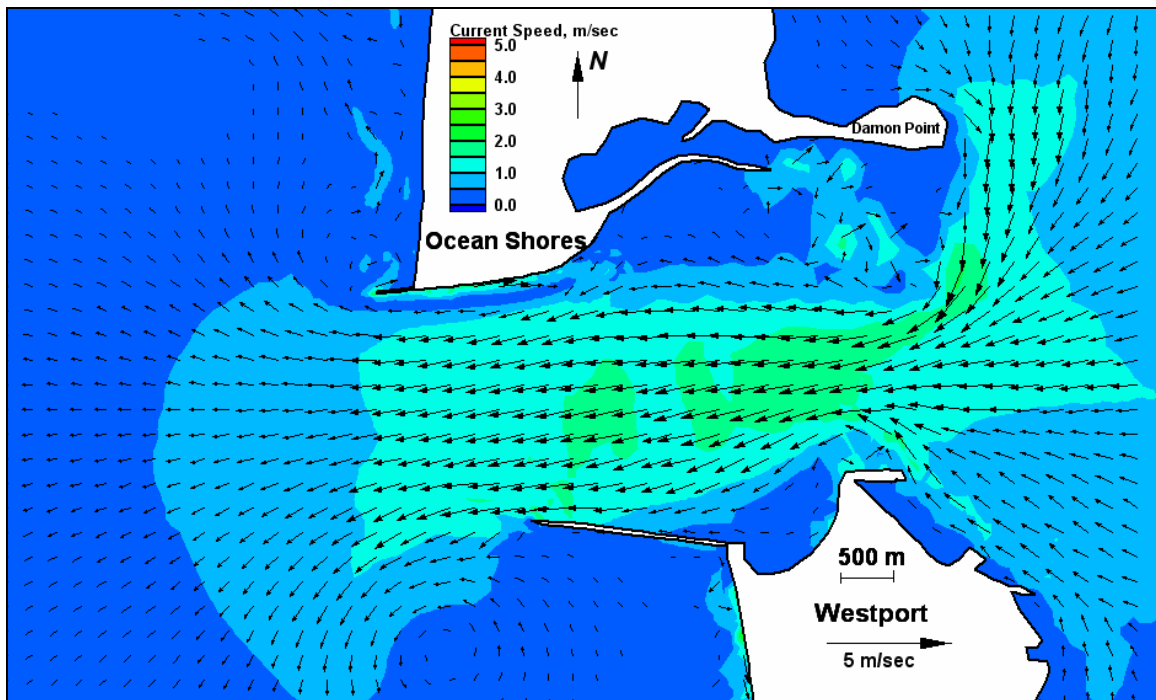 Current Speed, m/sec
5.0
4.0
3.0
2.0
1.0
0.0
N
Damon Point
Ocean Shores
500 m
Westport
5 m/sec